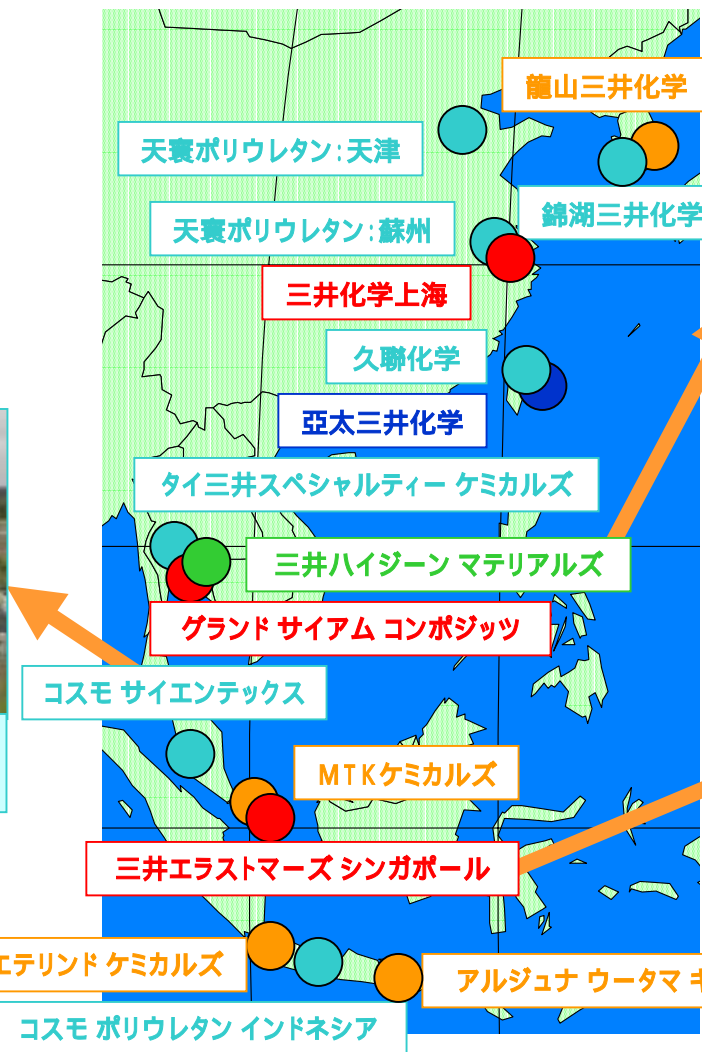 龍山三井化学
天寰ポリウレタン:天津
錦湖三井化学
天寰ポリウレタン:蘇州
三井化学上海
久聯化学
亞太三井化学
タイ三井スペシャルティー ケミカルズ
三井ハイジーン マテリアルズ
グランド サイアム コンポジッツ
コスモ サイエンテックス
MTKケミカルズ
三井エラストマーズ シンガポール
エテリンド ケミカルズ
アルジュナ ウータマ キ
コスモ ポリウレタン インドネシア